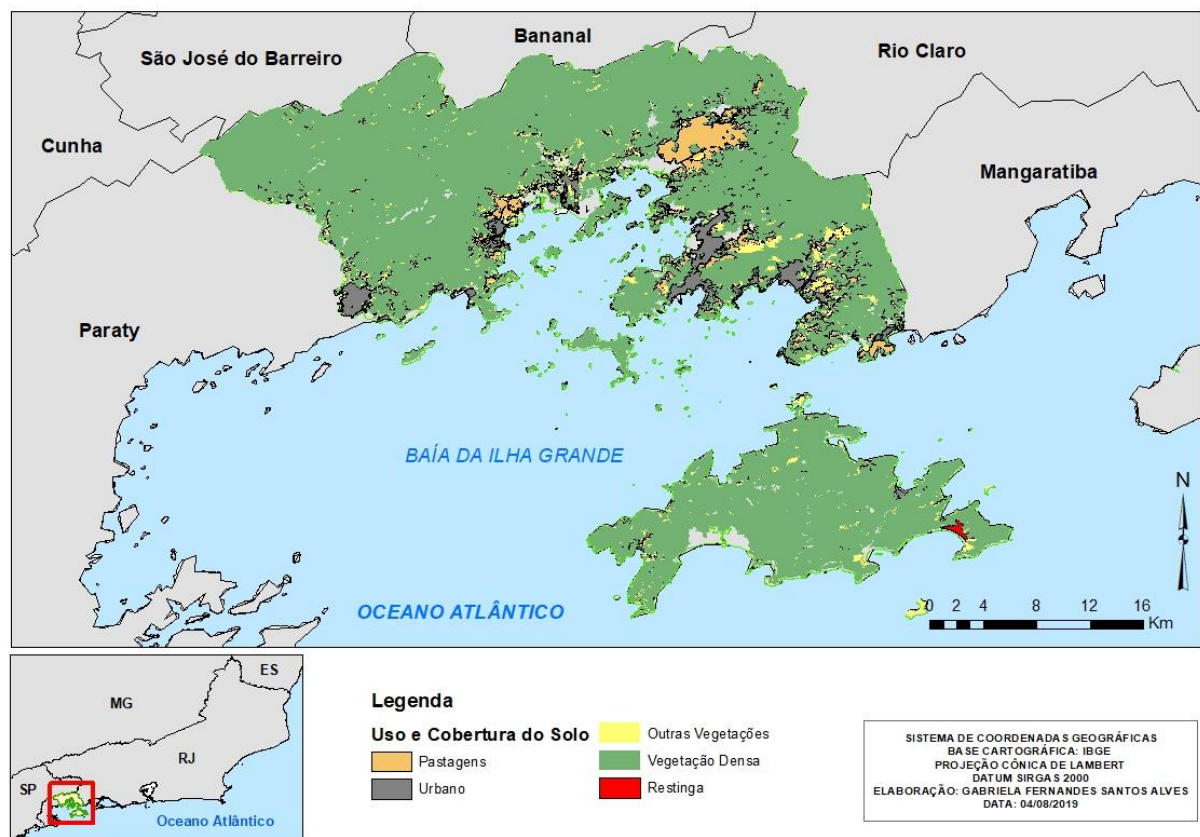 Bananal
São José do Barreiro
Rio Claro
Cunha
Mangaratiba
Paraty
BAÍA DA ILHA GRANDE
N
OCEANO ATLÂNTICO
0 2 4 8 12 16
Km
ES
MG
RJ
SP
Oceano Atlântico
Legenda
Uso e Cobertura do Solo
Pastagens
Urbano
Outras Vegetações
Vegetação Densa
Restinga
SISTEMA DE COORDENADAS GEOGRÁFICAS
BASE CARTOGRÁFICA: IBGE
PROJEÇÃO CÔNICA DE LAMBERT
DATUM SIRGAS 2000
ELABORAÇÃO: GABRIELA FERNANDES SANTOS ALVES
DATA: 04/08/2019